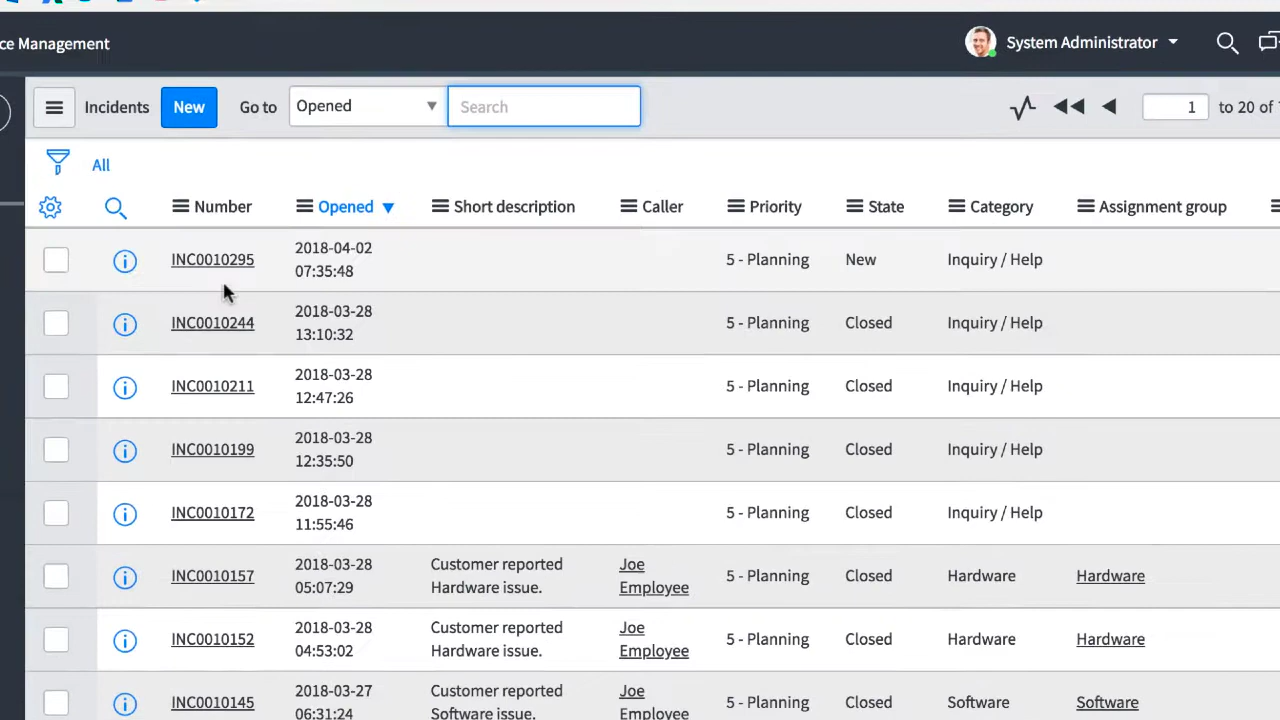 ce Management
System Administrator
Incidents New Go to Opened Search 1 to 20 of
All
Number Opened Short description Caller Priority State Category Assignment group
INC0010295 2018-04-02 07:35:48 5 - Planning New Inquiry / Help
INC0010244 2018-03-28 13:10:32 5 - Planning Closed Inquiry / Help
INC0010211 2018-03-28 12:47:26 5 - Planning Closed Inquiry / Help
INC0010199 2018-03-28 12:35:50 5 - Planning Closed Inquiry / Help
INC0010172 2018-03-28 11:55:46 5 - Planning Closed Inquiry / Help
INC0010157 2018-03-28 05:07:29 Customer reported Hardware issue. Joe Employee 5 - Planning Closed Hardware Hardware
INC0010152 2018-03-28 04:53:02 Customer reported Hardware issue. Joe Employee 5 - Planning Closed Hardware Hardware
INC0010145 2018-03-27 06:31:24 Customer reported Software issue. Joe Employee 5 - Planning Closed Software Software